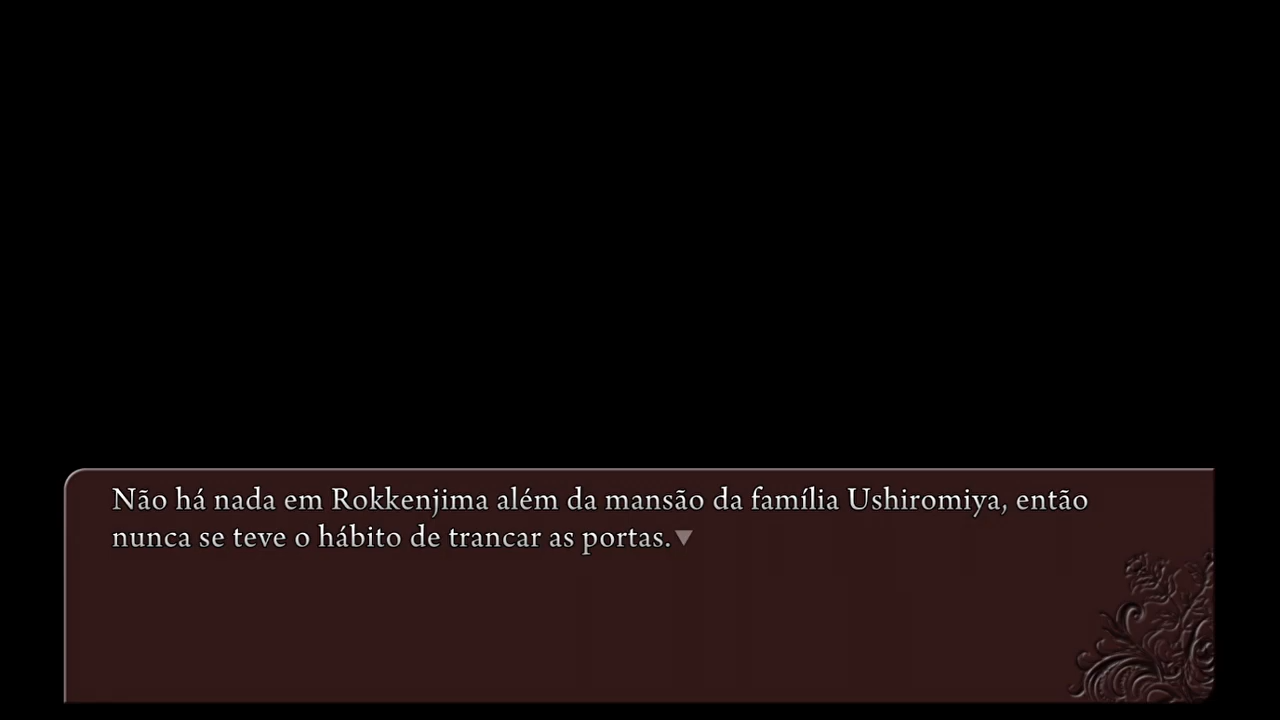 Não há nada em Rokkenjima além da mansão da família Ushiromiya, então
nunca se teve o hábito de trancar as portas.